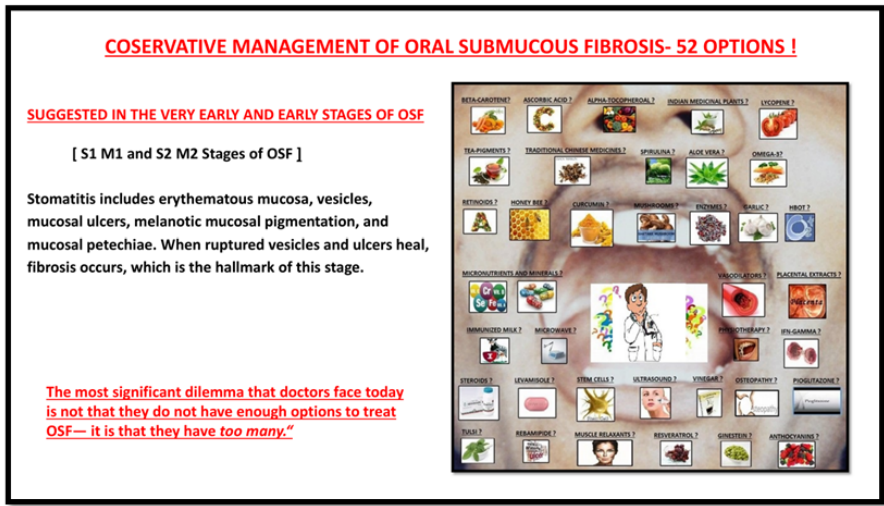 COSERVATIVE MANAGEMENT OF ORAL SUBMUCOUS FIBROSIS- 52 OPTIONS !
SUGGESTED IN THE VERY EARLY AND EARLY STAGES OF OSF
[ S1 M1 and S2 M2 Stages of OSF ]
Stomatitis includes erythematous mucosa, vesicles,
mucosal ulcers, melanotic mucosal pigmentation, and
mucosal petechiae. When ruptured vesicles and ulcers heal,
fibrosis occurs, which is the hallmark of this stage.
The most significant dilemma that doctors face today
is not that they do not have enough options to treat
OSF— it is that they have too many.“
BETA-CAROTENE? ASCORBIC ACID ? ALPHA-TOCOPHEROAL ? INDIAN MEDICINAL PLANTS ? LYCOPENE ?
TEA-PIGMENTS ? TRADITIONAL CHINESE MEDICINES ? SPIRULINA ? ALOE VERA ? OMEGA-3?
RETINOIDS ? HONEY BEE ? CURCUMIN ? MUSHROOMS ? ENZYMES ? GARLIC ? HBOT ?
MICRONUTRIENTS AND MINERALS ? VASODILATORS ? PLACENTAL EXTRACTS ?
Cr Se Fe
Placenta
IMMUNIZED MILK ? MICROWAVE ? PHYSIOTHERAPY ? IFN-GAMMA ?
STEROIDS ? LEVAMISOLE ? STEM CELLS ? ULTRASOUND ? VINEGAR ? OSTEOPATHY ? PIOGLITAZONE ?
TULSI ? REBAMIPIDE ? MUSCLE RELAXANTS ? RESVERATROL ? GINESTEIN ? ANTHOCYANINS ?